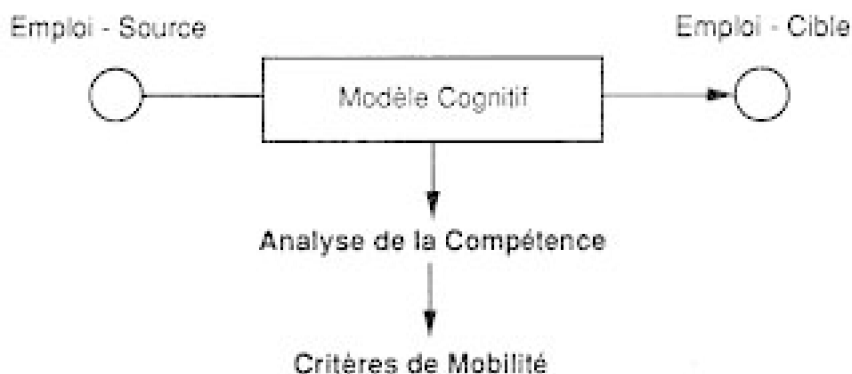 Emploi - Source
Emploi - Cible
Modèle Cognitif
Analyse de la Compétence
Critères de Mobilité